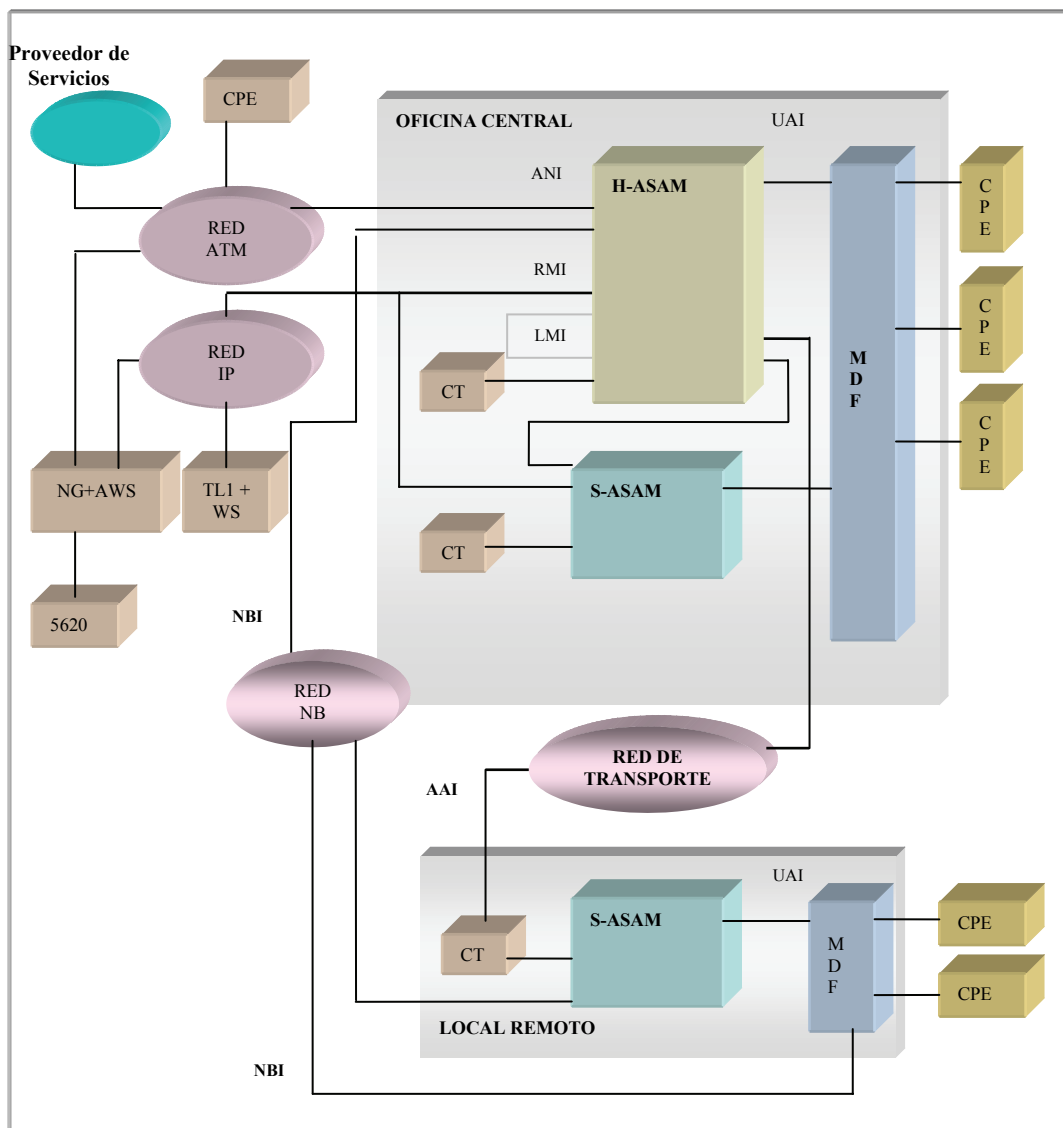 Proveedor de
Servicios
CPE
OFICINA CENTRAL
UAI
ANI
H-ASAM
C
P
E
RED
ATM
RMI
LMI
RED
IP
CT
M
D
F
C
P
E
C
P
E
NG+AWS
TL1 +
WS
S-ASAM
CT
5620
NBI
RED
NB
RED DE
TRANSPORTE
AAI
UAI
S-ASAM
CT
M
D
F
CPE
CPE
LOCAL REMOTO
NBI